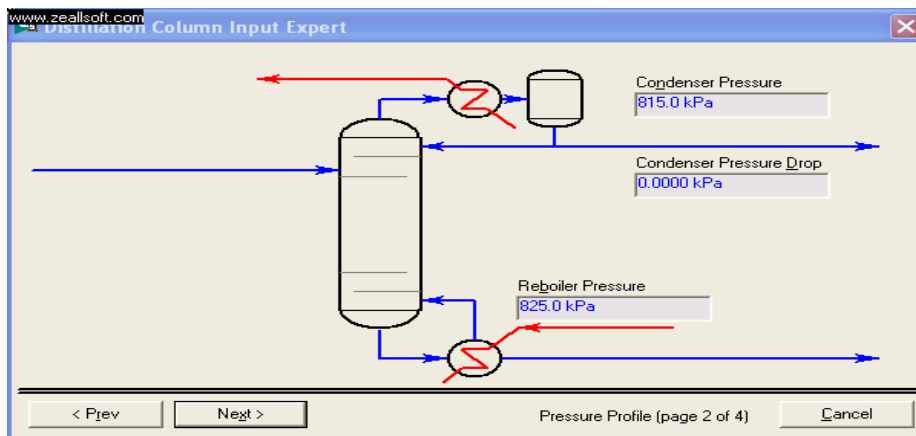 www.zeallsoft.com
Distillation Column Input Expert
Condenser Pressure
815.0 kPa
Condenser Pressure Drop
0.0000 kPa
Reboiler Pressure
825.0 kPa
< Prev
Next >
Pressure Profile (page 2 of 4)
Cancel